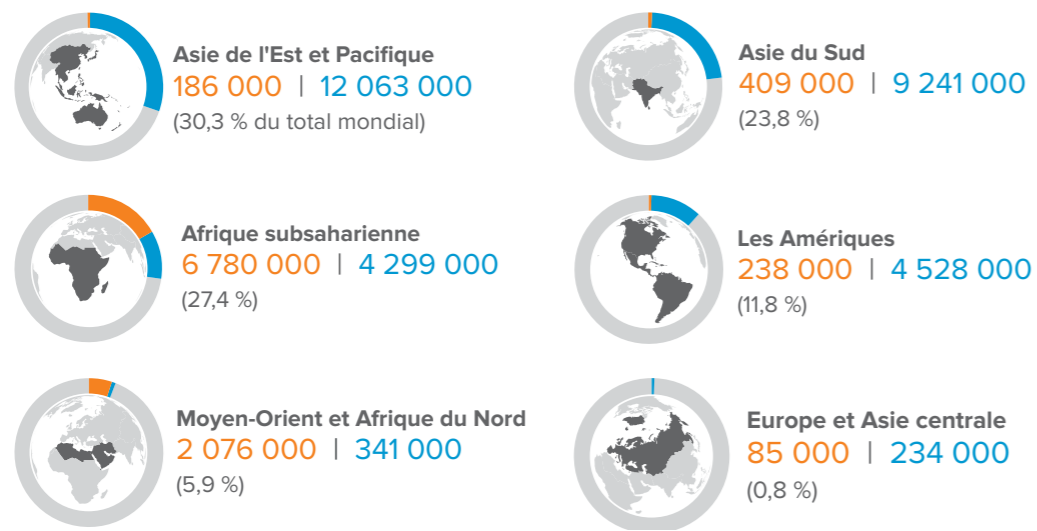 Asie de l'Est et Pacifique
186 000 | 12 063 000
(30,3 % du total mondial)
Asie du Sud
409 000 | 9 241 000
(23,8 %)
Afrique subsaharienne
6 780 000 | 4 299 000
(27,4 %)
Les Amériques
238 000 | 4 528 000
(11,8 %)
Moyen-Orient et Afrique du Nord
2 076 000 | 341 000
(5,9 %)
Europe et Asie centrale
85 000 | 234 000
(0,8 %)